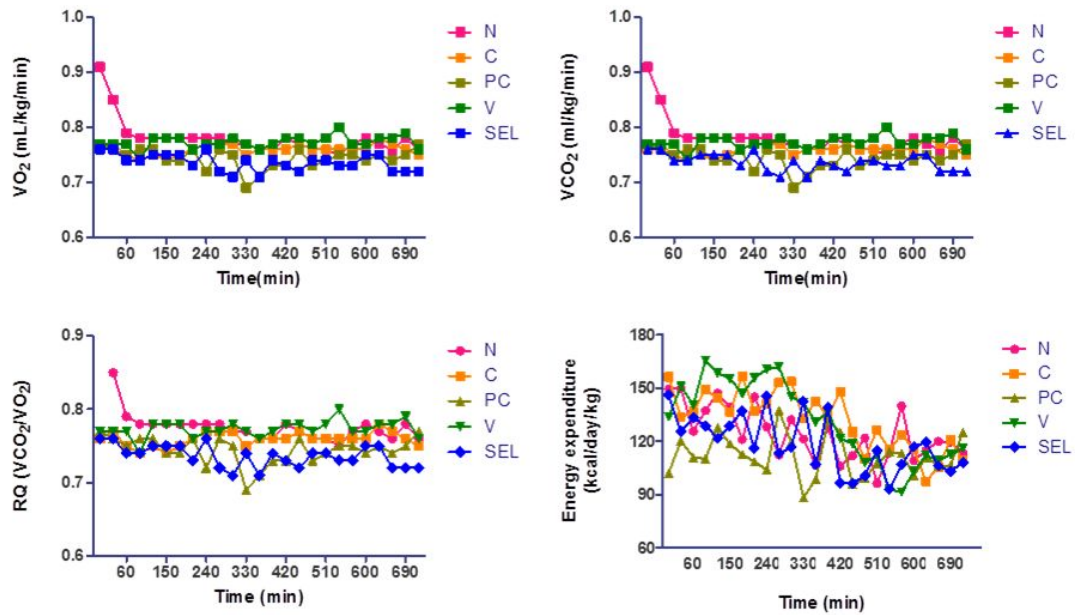 1.0
0.9
0.8
0.7
0.6
VO2 (mL/kg/min)
60 150 240 330 420 510 600 690
Time(min)
N
C
PC
V
SEL
1.0
0.9
0.8
0.7
0.6
VCO2 (ml/kg/min)
60 150 240 330 420 510 600 690
Time(min)
N
C
PC
V
SEL
0.9
0.8
0.7
0.6
RQ (VCO2/VO2)
60 150 240 330 420 510 600 690
Time (min)
N
C
PC
V
SEL
180
150
120
90
60
Energy expenditure
(kcal/day/kg)
60 150 240 330 420 510 600 690
Time (min)
N
C
PC
V
SEL